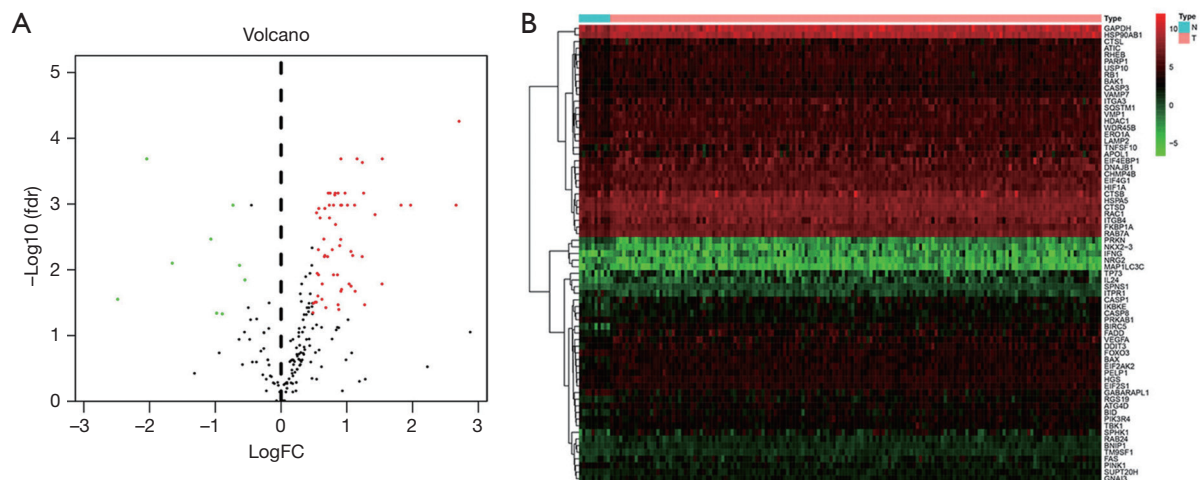 A
Volcano
5
4
3
2
1
0
−Log10 (fdr)
−3
−2
−1
0
1
2
3
LogFC
B
Type
GAPDH
HSP90AB1
CTSL
ATIC
RHEB
PARP1
USP10
RB1
BAK1
CASP3
VAMP7
ITGA3
SQSTM1
VMP1
HDAC1
WDR45B
ERO1A
LAMP2
TNFSF10
APOL1
EIF4EBP1
DNAJB1
CHMP4B
EIF4G1
HIF1A
CTSB
HSPA5
CTSD
RAC1
ITGB4
FKBP1A
RAB7A
PRKN
NKX2−3
IFNG
NRG2
MAP1LC3C
TP73
IL24
SPNS1
ITPR1
CASP1
IKBKE
CASP8
PRKAB1
BIRC5
FADD
VEGFA
DDIT3
FOXO3
BAX
EIF2AK2
PELP1
HGS
EIF2S1
GABARAPL1
RGS19
ATG4D
BID
PIK3R4
TBK1
SPHK1
RAB24
BNIP1
TM9SF1
FAS
PINK1
SUPT20H
GNAI3
10
5
0
−5
Type
N
T